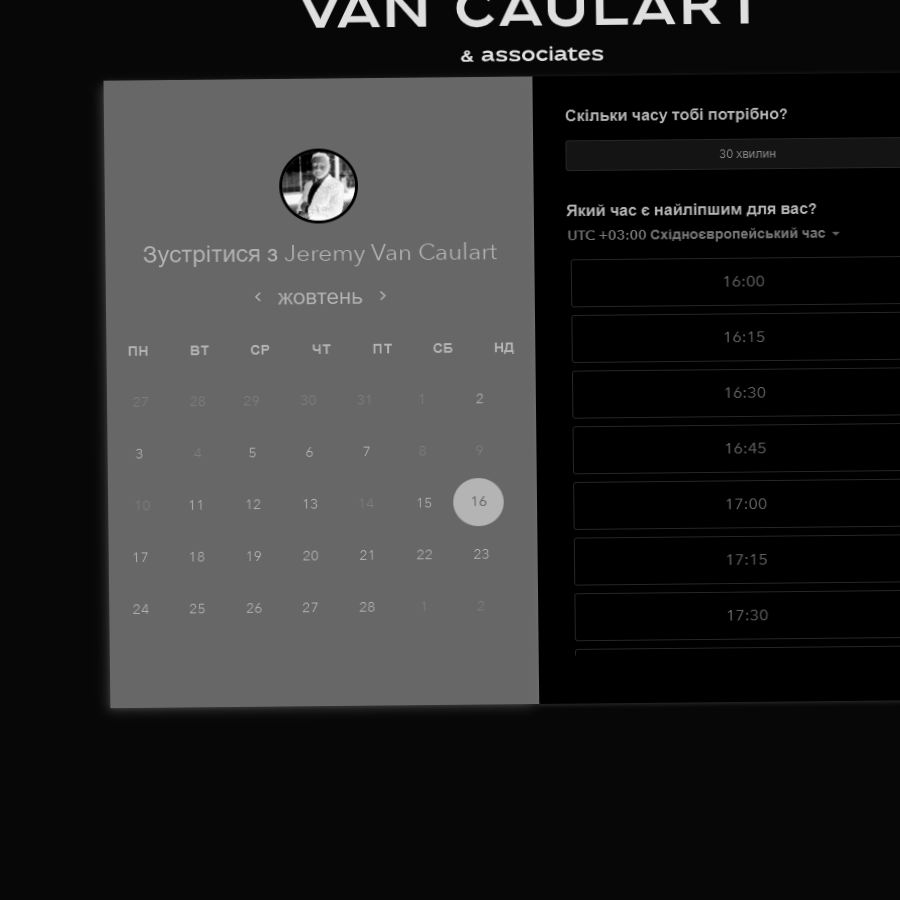 VAN CAULART
& associates
Зустрітися з Jeremy Van Caulart
жовтень
ПН ВТ СР ЧТ ПТ СБ НД
27 28 29 30 31 1 2
3 4 5 6 7 8 9
10 11 12 13 14 15 16
17 18 19 20 21 22 23
24 25 26 27 28 1 2
Скільки часу тобі потрібно?
30 хвилин
Який час є найліпшим для вас?
UTC +03:00 Східноєвропейський час
16:00
16:15
16:30
16:45
17:00
17:15
17:30